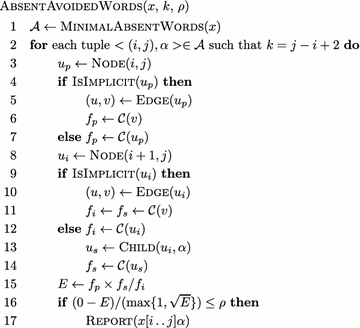 ABSENTAVOIDEDWORDS(x, k, ρ)
1 𝒜 ← MINIMALABSENTWORDS(x)
2 for each tuple < (i, j), α > ∈ 𝒜 such that k = j − i + 2 do
3 u_p ← NODE(i, j)
4 if ISIMPLICIT(u_p) then
5 (u, v) ← EDGE(u_p)
6 f_p ← 𝒞(v)
7 else f_p ← 𝒞(u_p)
8 u_i ← NODE(i + 1, j)
9 if ISIMPLICIT(u_i) then
10 (u, v) ← EDGE(u_i)
11 f_i ← f_s ← 𝒞(v)
12 else f_i ← 𝒞(u_i)
13 u_s ← CHILD(u_i, α)
14 f_s ← 𝒞(u_s)
15 E ← f_p × f_s/f_i
16 if (0 − E)/(max{1, √E}) ≤ ρ then
17 REPORT(x[i . . j]α)